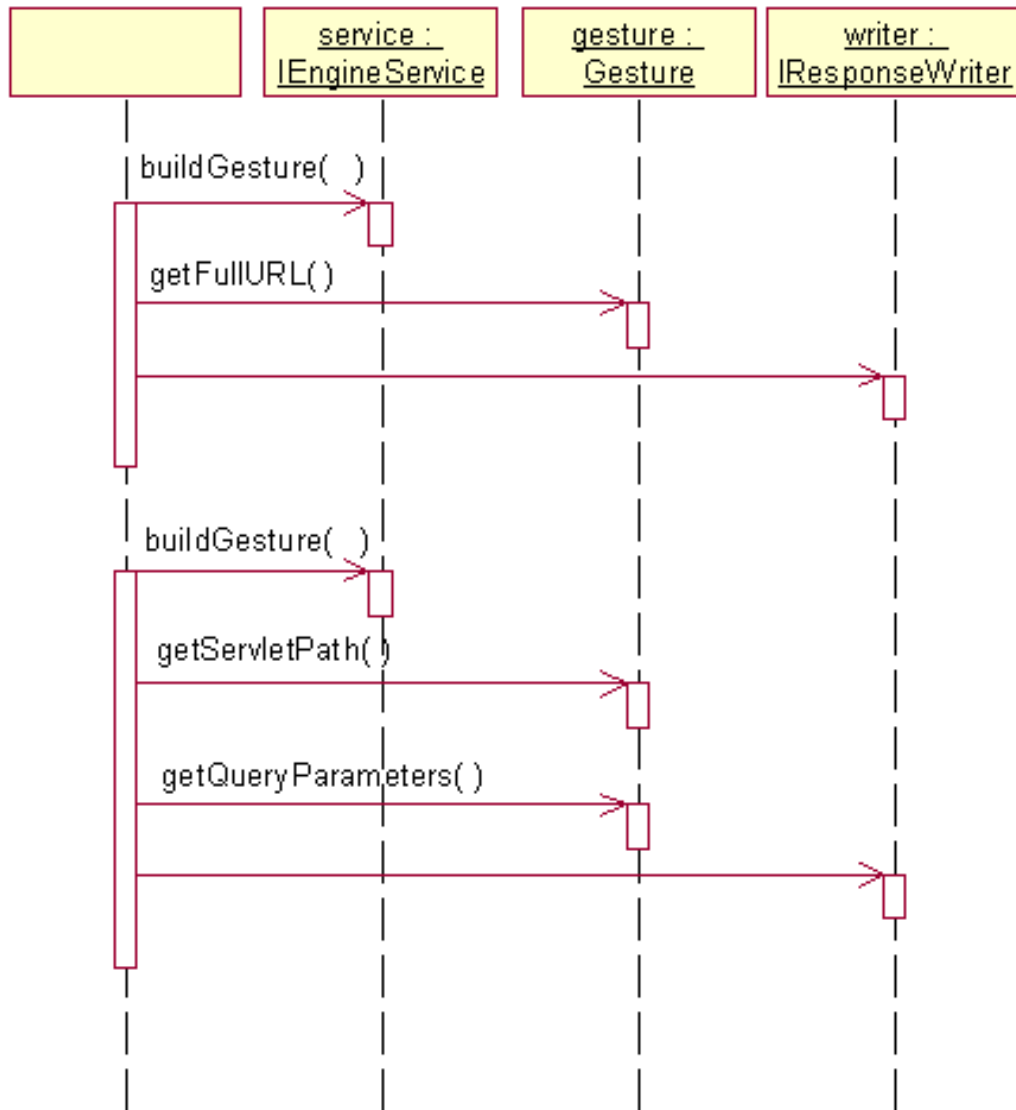 service :
IEngineService
gesture :
Gesture
writer :
IResponseWriter
buildGesture(  )
getFullURL( )
buildGesture(  )
getServletPath( )
getQueryParameters( )